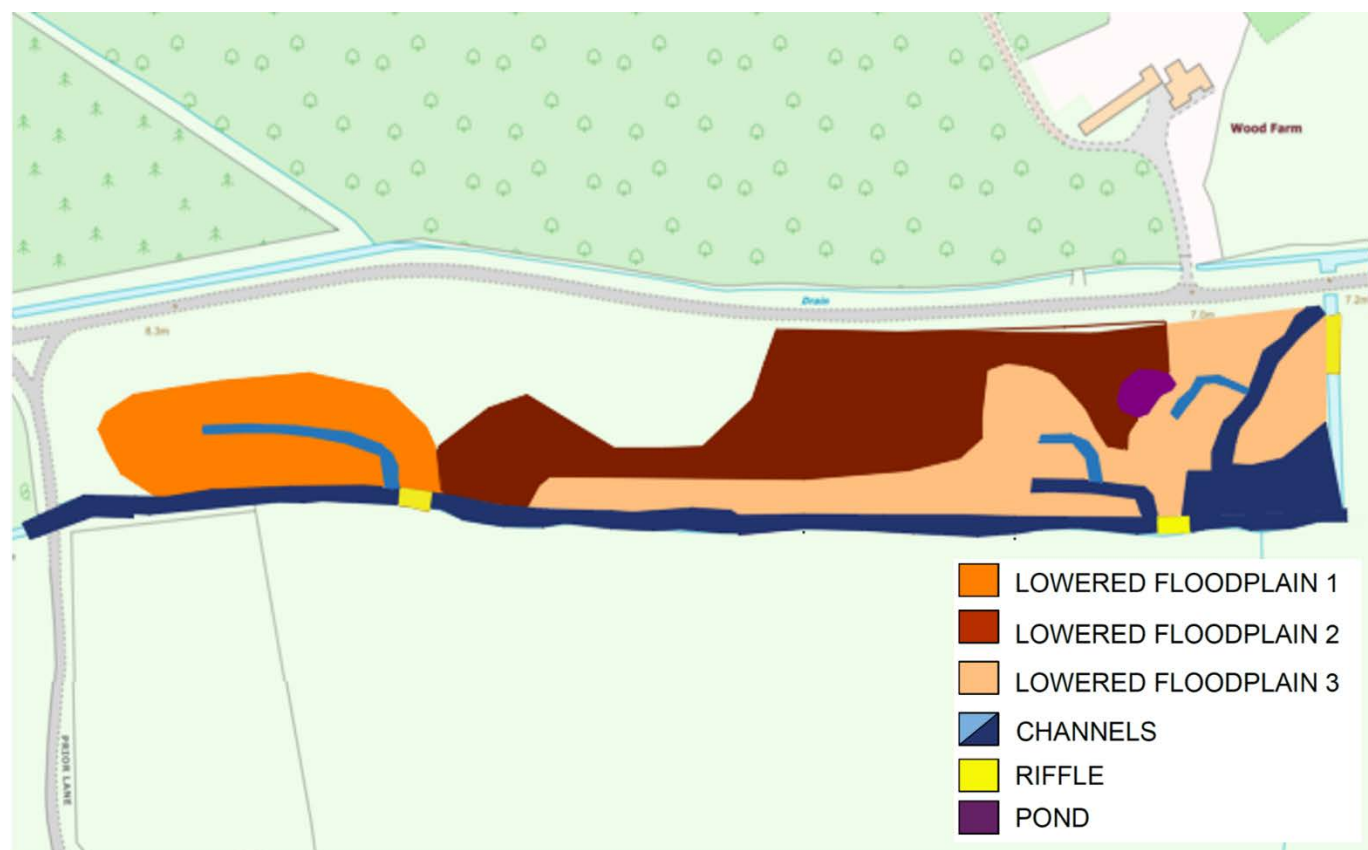 Wood Farm
Drain
7.2m
7.0m
8.3m
PRIOR LANE
LOWERED FLOODPLAIN 1
LOWERED FLOODPLAIN 2
LOWERED FLOODPLAIN 3
CHANNELS
RIFFLE
POND